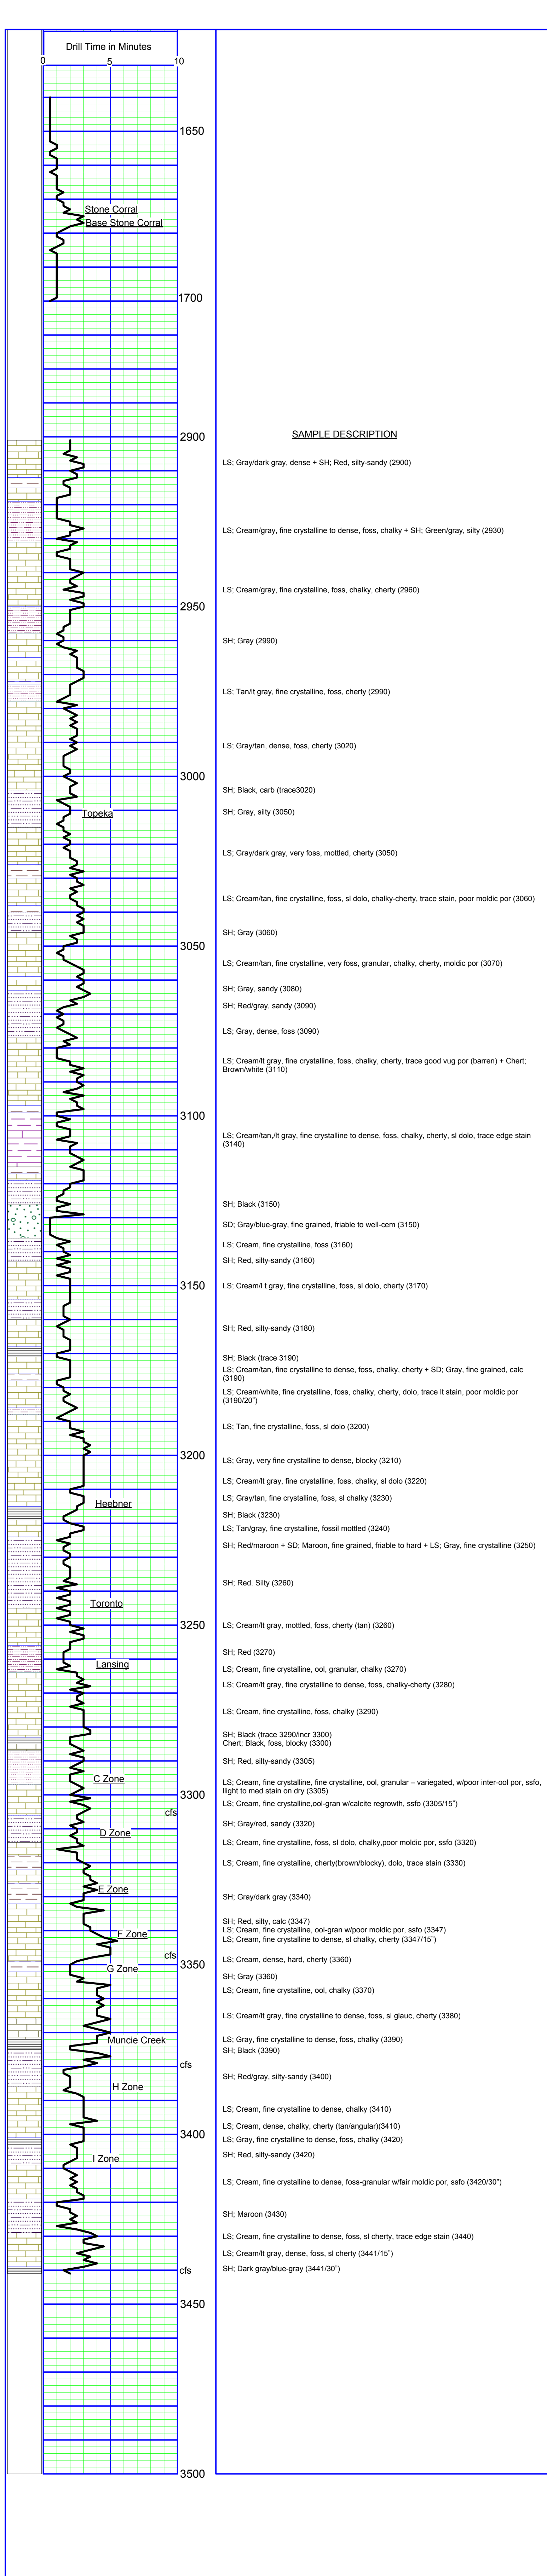 Drill Time in Minutes
0 5 10
1650
Stone Corral
Base Stone Corral
1700
2900
SAMPLE DESCRIPTION
LS; Gray/dark gray, dense + SH; Red, silty-sandy (2900)
LS; Cream/gray, fine crystalline to dense, foss, chalky + SH; Green/gray, silty (2930)
LS; Cream/gray, fine crystalline, foss, chalky, cherty (2960)
2950
SH; Gray (2990)
LS; Tan/lt gray, fine crystalline, foss, cherty (2990)
LS; Gray/tan, dense, foss, cherty (3020)
3000
SH; Black, carb (trace3020)
Topeka
SH; Gray, silty (3050)
LS; Gray/dark gray, very foss, mottled, cherty (3050)
LS; Cream/tan, fine crystalline, foss, sl dolo, chalky-cherty, trace stain, poor moldic por (3060)
SH; Gray (3060)
3050
LS; Cream/tan, fine crystalline, very foss, granular, chalky, cherty, moldic por (3070)
SH; Gray, sandy (3080)
SH; Red/gray, sandy (3090)
LS; Gray, dense, foss (3090)
LS; Cream/lt gray, fine crystalline, foss, chalky, cherty, trace good vug por (barren) + Chert;
Brown/white (3110)
3100
LS; Cream/tan,/lt gray, fine crystalline to dense, foss, chalky, cherty, sl dolo, trace edge stain
(3140)
SH; Black (3150)
SD; Gray/blue-gray, fine grained, friable to well-cem (3150)
LS; Cream, fine crystalline, foss (3160)
SH; Red, silty-sandy (3160)
3150
LS; Cream/l t gray, fine crystalline, foss, sl dolo, cherty (3170)
SH; Red, silty-sandy (3180)
SH; Black (trace 3190)
LS; Cream/tan, fine crystalline to dense, foss, chalky, cherty + SD; Gray, fine grained, calc
(3190)
LS; Cream/white, fine crystalline, foss, chalky, cherty, dolo, trace lt stain, poor moldic por
(3190/20")
LS; Tan, fine crystalline, foss, sl dolo (3200)
3200
LS; Gray, very fine crystalline to dense, blocky (3210)
LS; Cream/lt gray, fine crystalline, foss, chalky, sl dolo (3220)
LS; Gray/tan, fine crystalline, foss, sl chalky (3230)
Heebner
SH; Black (3230)
LS; Tan/gray, fine crystalline, fossil mottled (3240)
SH; Red/maroon + SD; Maroon, fine grained, friable to hard + LS; Gray, fine crystalline (3250)
SH; Red. Silty (3260)
Toronto
3250
LS; Cream/lt gray, mottled, foss, cherty (tan) (3260)
SH; Red (3270)
Lansing
LS; Cream, fine crystalline, ool, granular, chalky (3270)
LS; Cream/lt gray, fine crystalline to dense, foss, chalky-cherty (3280)
LS; Cream, fine crystalline, foss, chalky (3290)
SH; Black (trace 3290/incr 3300)
Chert; Black, foss, blocky (3300)
SH; Red, silty-sandy (3305)
C Zone
LS; Cream, fine crystalline, fine crystalline, ool, granular – variegated, w/poor inter-ool por, ssfo,
llight to med stain on dry (3305)
3300
LS; Cream, fine crystalline,ool-gran w/calcite regrowth, ssfo (3305/15")
cfs
SH; Gray/red, sandy (3320)
D Zone
LS; Cream, fine crystalline, foss, sl dolo, chalky,poor moldic por, ssfo (3320)
LS; Cream, fine crystalline, cherty(brown/blocky), dolo, trace stain (3330)
E Zone
SH; Gray/dark gray (3340)
SH; Red, silty, calc (3347)
LS; Cream, fine crystalline, ool-gran w/poor moldic por, ssfo (3347)
F Zone
LS; Cream, fine crystalline to dense, sl chalky, cherty (3347/15")
cfs
LS; Cream, dense, hard, cherty (3360)
3350
G Zone
SH; Gray (3360)
LS; Cream, fine crystalline, ool, chalky (3370)
LS; Cream/lt gray, fine crystalline to dense, foss, sl glauc, cherty (3380)
Muncie Creek
LS; Gray, fine crystalline to dense, foss, chalky (3390)
SH; Black (3390)
cfs
SH; Red/gray, silty-sandy (3400)
H Zone
LS; Cream, fine crystalline to dense, chalky (3410)
LS; Cream, dense, chalky, cherty (tan/angular)(3410)
3400
LS; Gray, fine crystalline to dense, foss, chalky (3420)
SH; Red, silty-sandy (3420)
I Zone
LS; Cream, fine crystalline to dense, foss-granular w/fair moldic por, ssfo (3420/30")
SH; Maroon (3430)
LS; Cream, fine crystalline to dense, foss, sl cherty, trace edge stain (3440)
LS; Cream/lt gray, dense, foss, sl cherty (3441/15")
cfs
SH; Dark gray/blue-gray (3441/30")
3450
3500